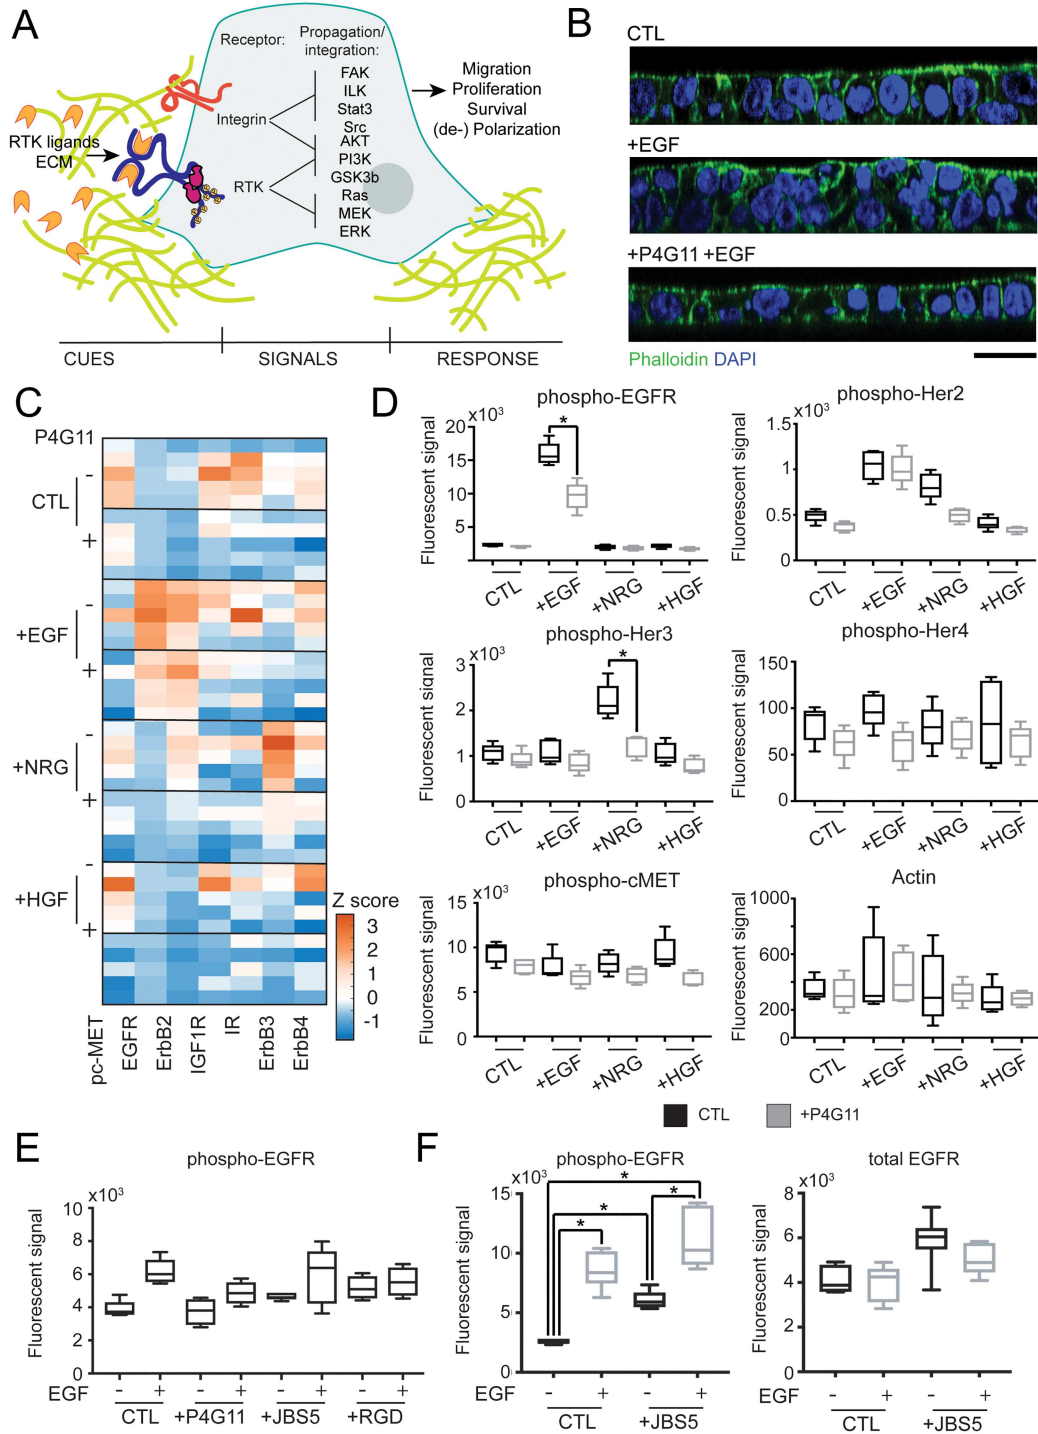 A
Receptor:
Propagation/
integration:
FAK
ILK
Stat3
Src
AKT
PI3K
GSK3b
Ras
MEK
ERK
Integrin
RTK
RTK ligands
ECM
Migration
Proliferation
Survival
(de-) Polarization
CUES
SIGNALS
RESPONSE
B
CTL
+EGF
+P4G11 +EGF
Phalloidin DAPI
C
P4G11
-
CTL
+
-
+EGF
+
-
+NRG
+
-
+HGF
+
Z score
3
2
1
0
-1
pc-MET
EGFR
ErbB2
IGF1R
IR
ErbB3
ErbB4
D
phospho-EGFR
x10³
Fluorescent signal
20
15
10
5
*
CTL
+EGF
+NRG
+HGF
phospho-Her2
x10³
Fluorescent signal
1.5
1
0.5
0
CTL
+EGF
+NRG
+HGF
phospho-Her3
x10³
Fluorescent signal
3
2
1
0
*
CTL
+EGF
+NRG
+HGF
phospho-Her4
Fluorescent signal
150
100
50
0
CTL
+EGF
+NRG
+HGF
phospho-cMET
x10³
Fluorescent signal
15
10
5
0
CTL
+EGF
+NRG
+HGF
Actin
Fluorescent signal
1000
600
400
200
0
CTL
+EGF
+NRG
+HGF
CTL
+P4G11
E
phospho-EGFR
x10³
Fluorescent signal
10
8
6
4
2
0
EGF - + - + - + - +
CTL +P4G11 +JBS5 +RGD
F
phospho-EGFR
x10³
Fluorescent signal
15
10
5
0
*
*
*
*
EGF - + - +
CTL +JBS5
total EGFR
x10³
Fluorescent signal
8
6
4
2
0
EGF - + - +
CTL +JBS5